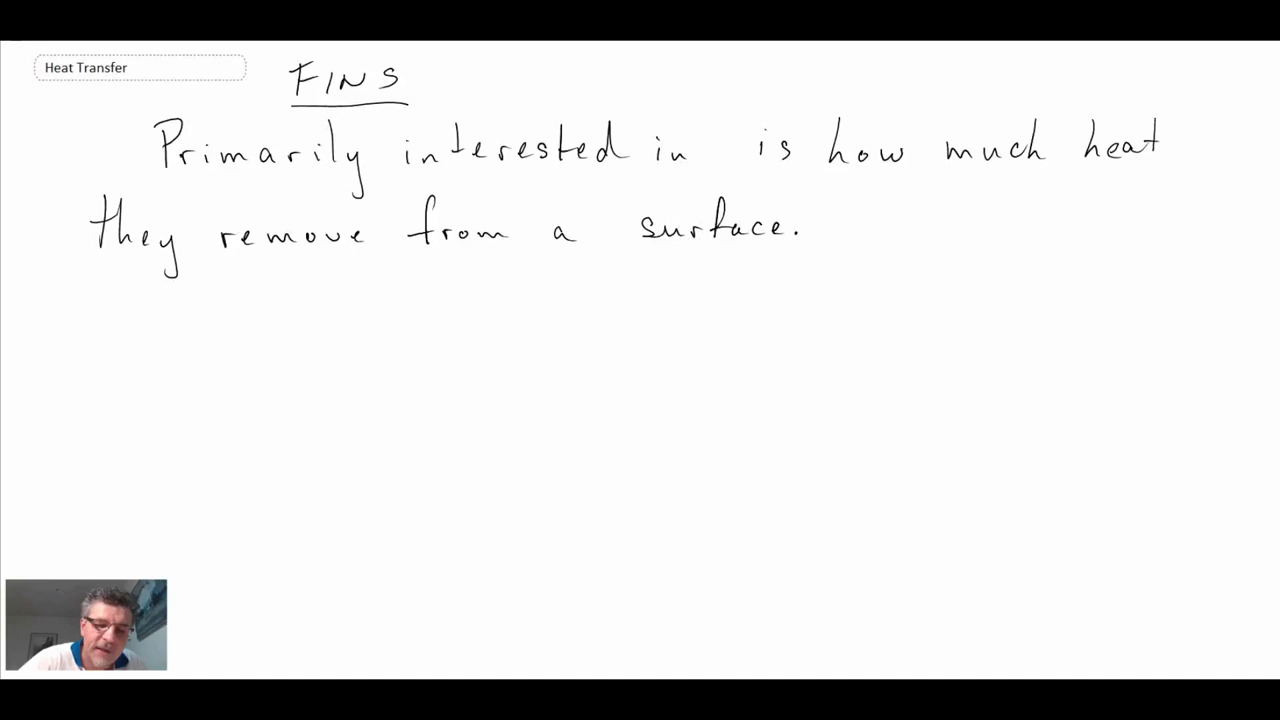 Heat Transfer
FINS
Primarily interested in is how much heat
they remove from a surface.